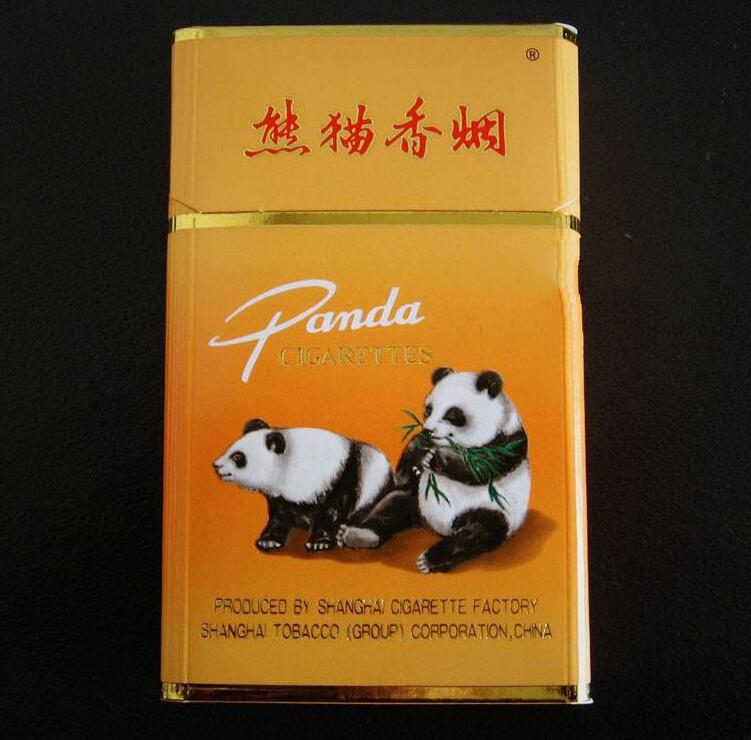 ®
熊猫香烟
Panda
CIGARETTES
PRODUCED BY SHANGHAI CIGARETTE FACTORY
SHANGHAI TOBACCO (GROUP) CORPORATION,CHINA